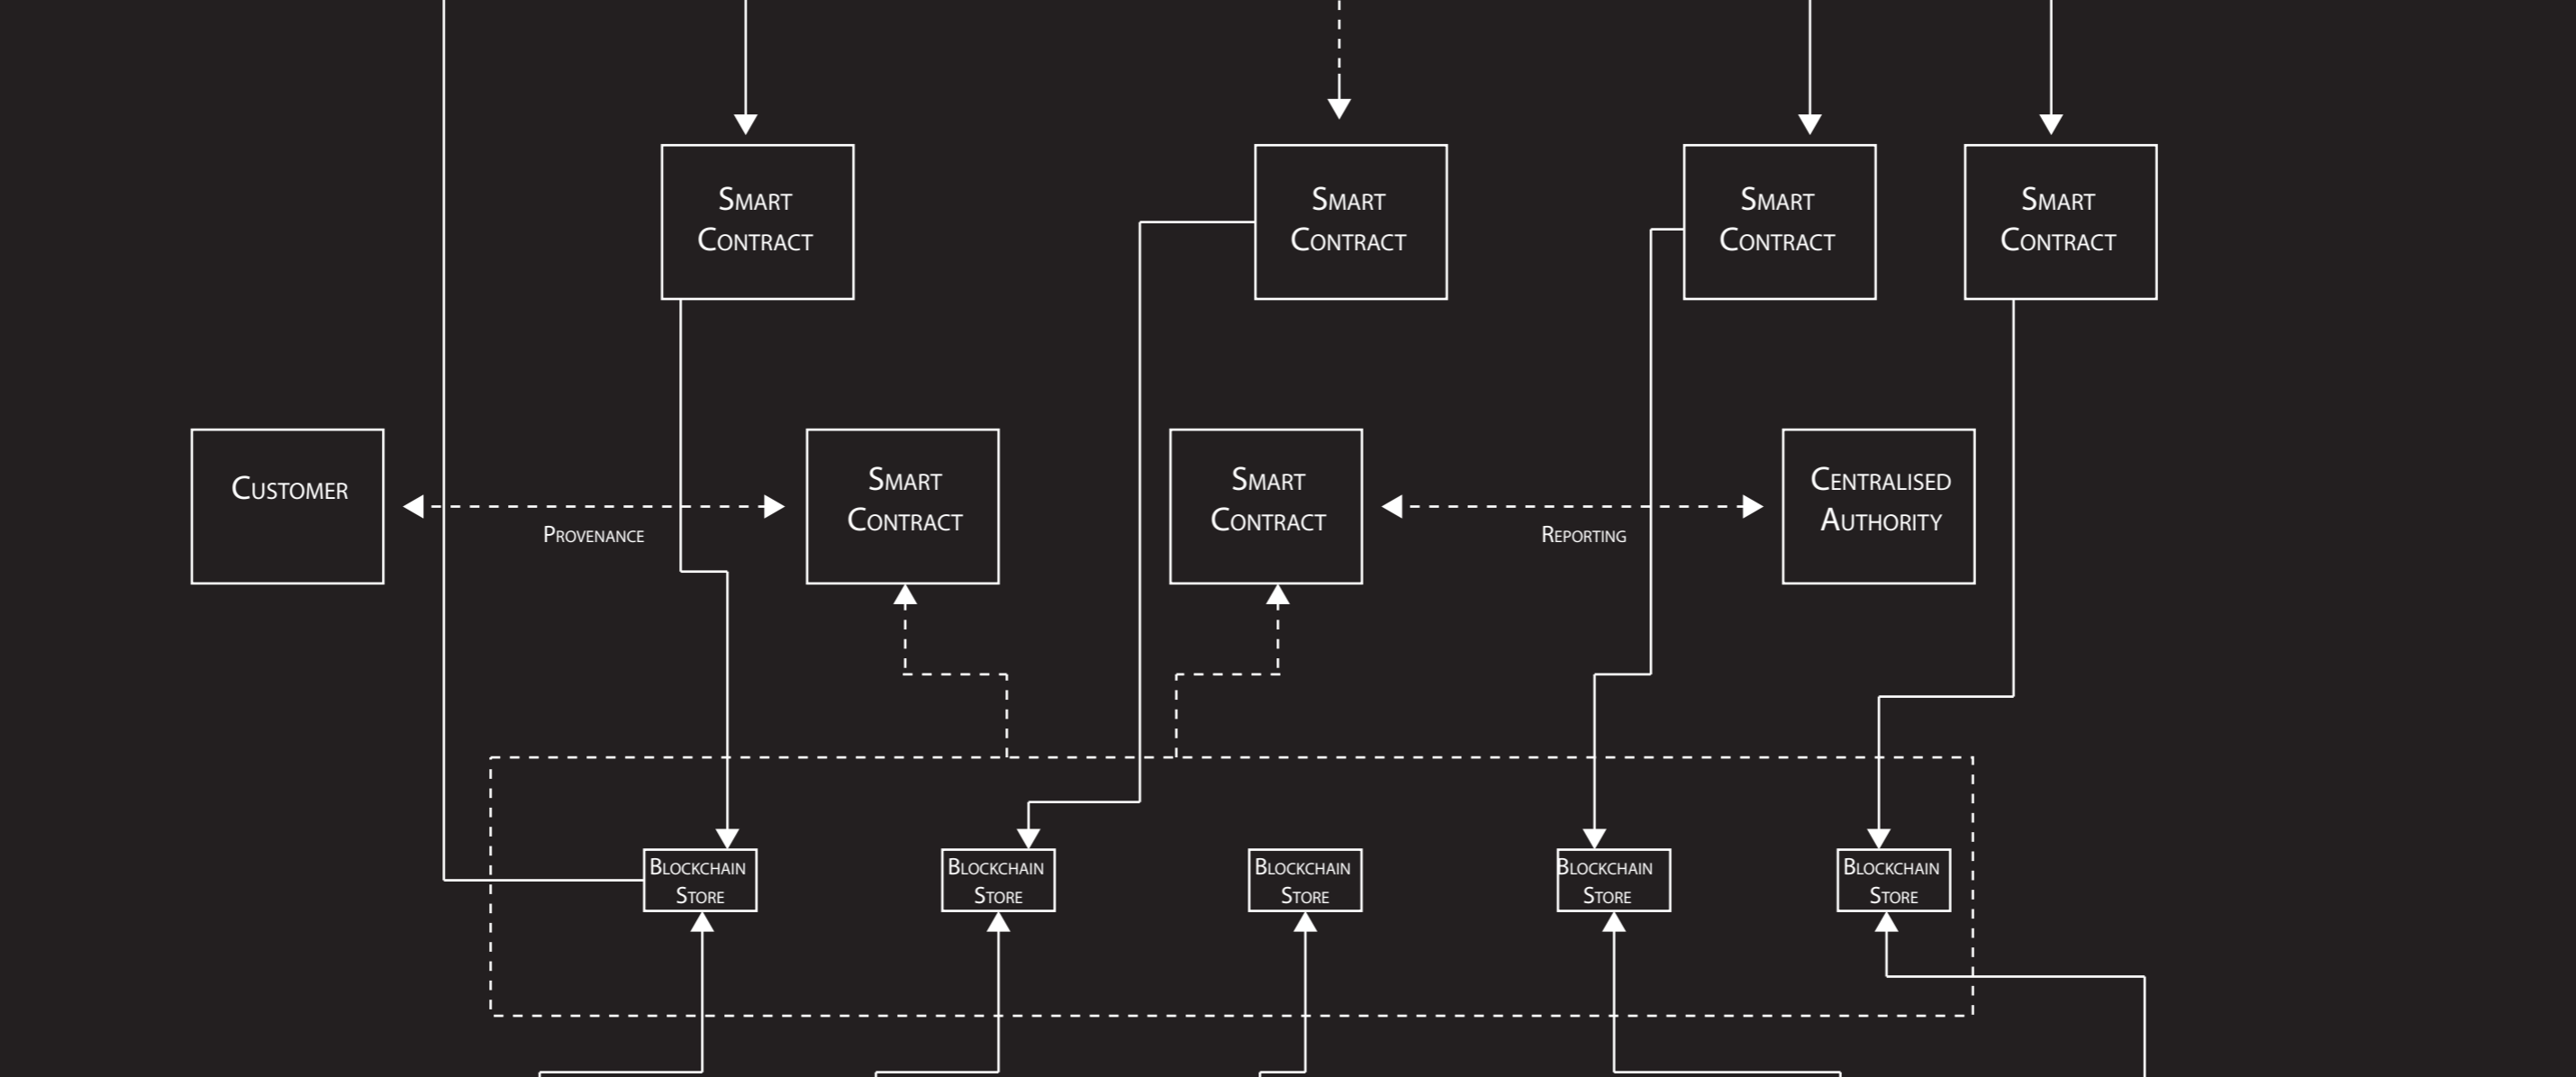 Smart
Contract
Smart
Contract
Smart
Contract
Smart
Contract
Customer
Provenance
Smart
Contract
Smart
Contract
Reporting
Centralised
Authority
Blockchain
Store
Blockchain
Store
Blockchain
Store
Blockchain
Store
Blockchain
Store